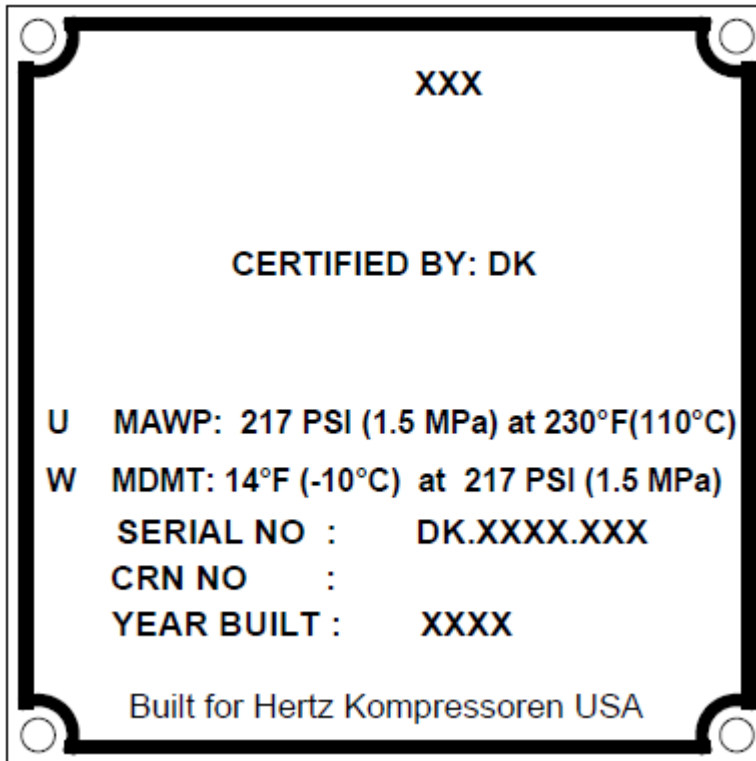 XXX
CERTIFIED BY: DK
U MAWP: 217 PSI (1.5 MPa) at 230°F(110°C)
W MDMT: 14°F (-10°C) at 217 PSI (1.5 MPa)
SERIAL NO : DK.XXXX.XXX
CRN NO :
YEAR BUILT : XXXX
Built for Hertz Kompressoren USA